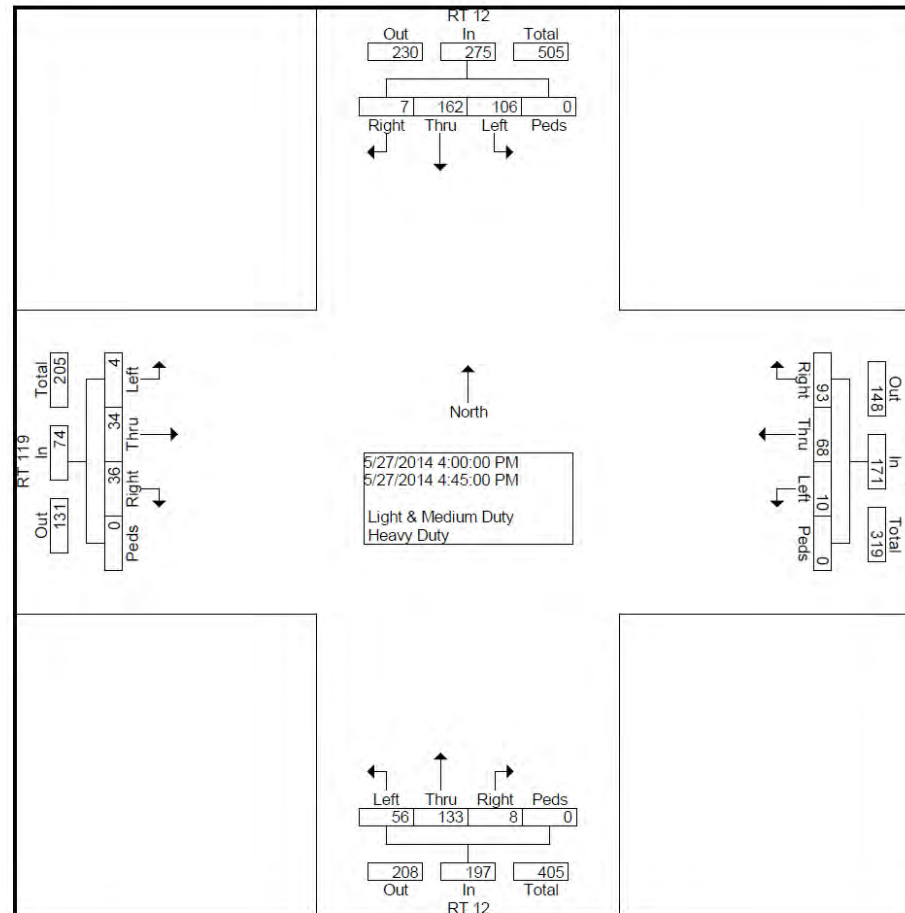 RT 12
Out In Total
230 275 505
7 162 106 0
Right Thru Left Peds
RT 119
Total In Out
205 74 131
4 34 36 0
Left Thru Right Peds
North
5/27/2014 4:00:00 PM
5/27/2014 4:45:00 PM
Light & Medium Duty
Heavy Duty
Right Thru Left Peds
93 68 10 0
148 171 319
Out In Total
Left Thru Right Peds
56 133 8 0
208 197 405
Out In Total
RT 12